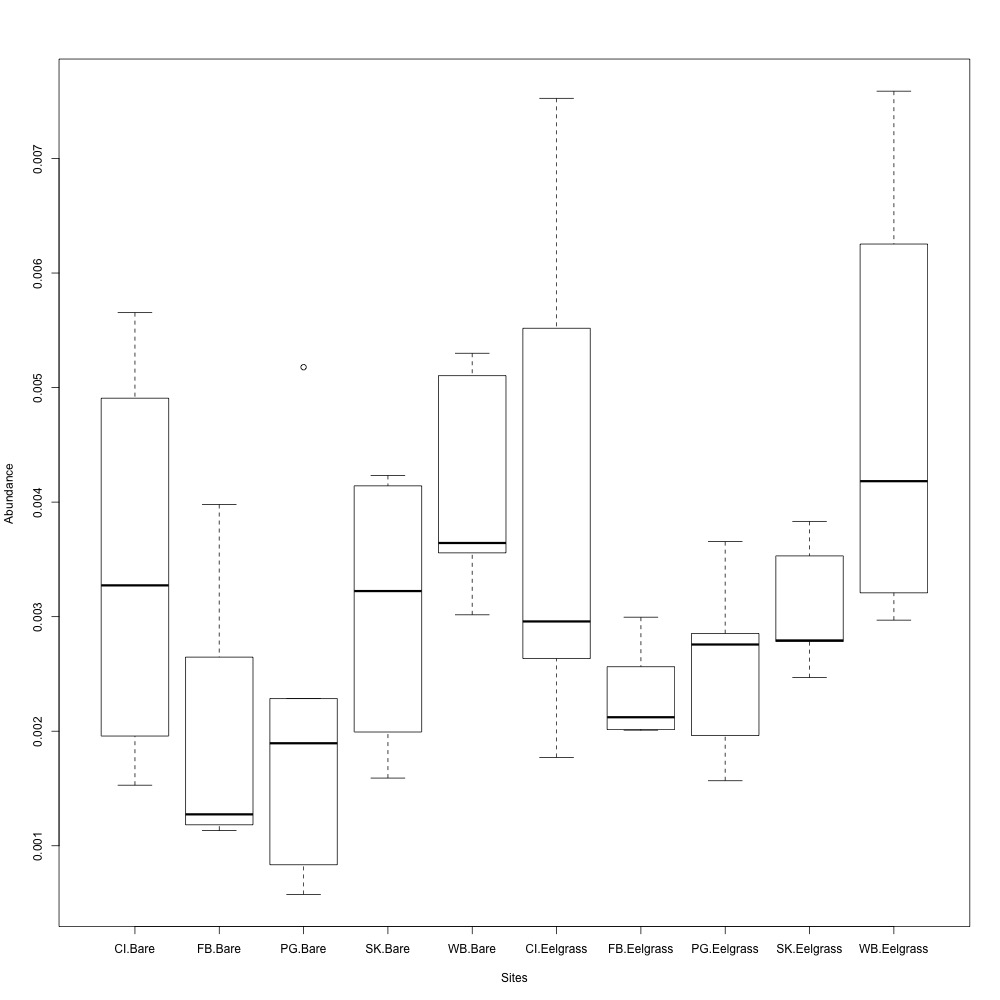 0.007
0.006
0.005
0.004
0.003
0.002
0.001
Abundance
CI.Bare FB.Bare PG.Bare SK.Bare WB.Bare CI.Eelgrass FB.Eelgrass PG.Eelgrass SK.Eelgrass WB.Eelgrass
Sites